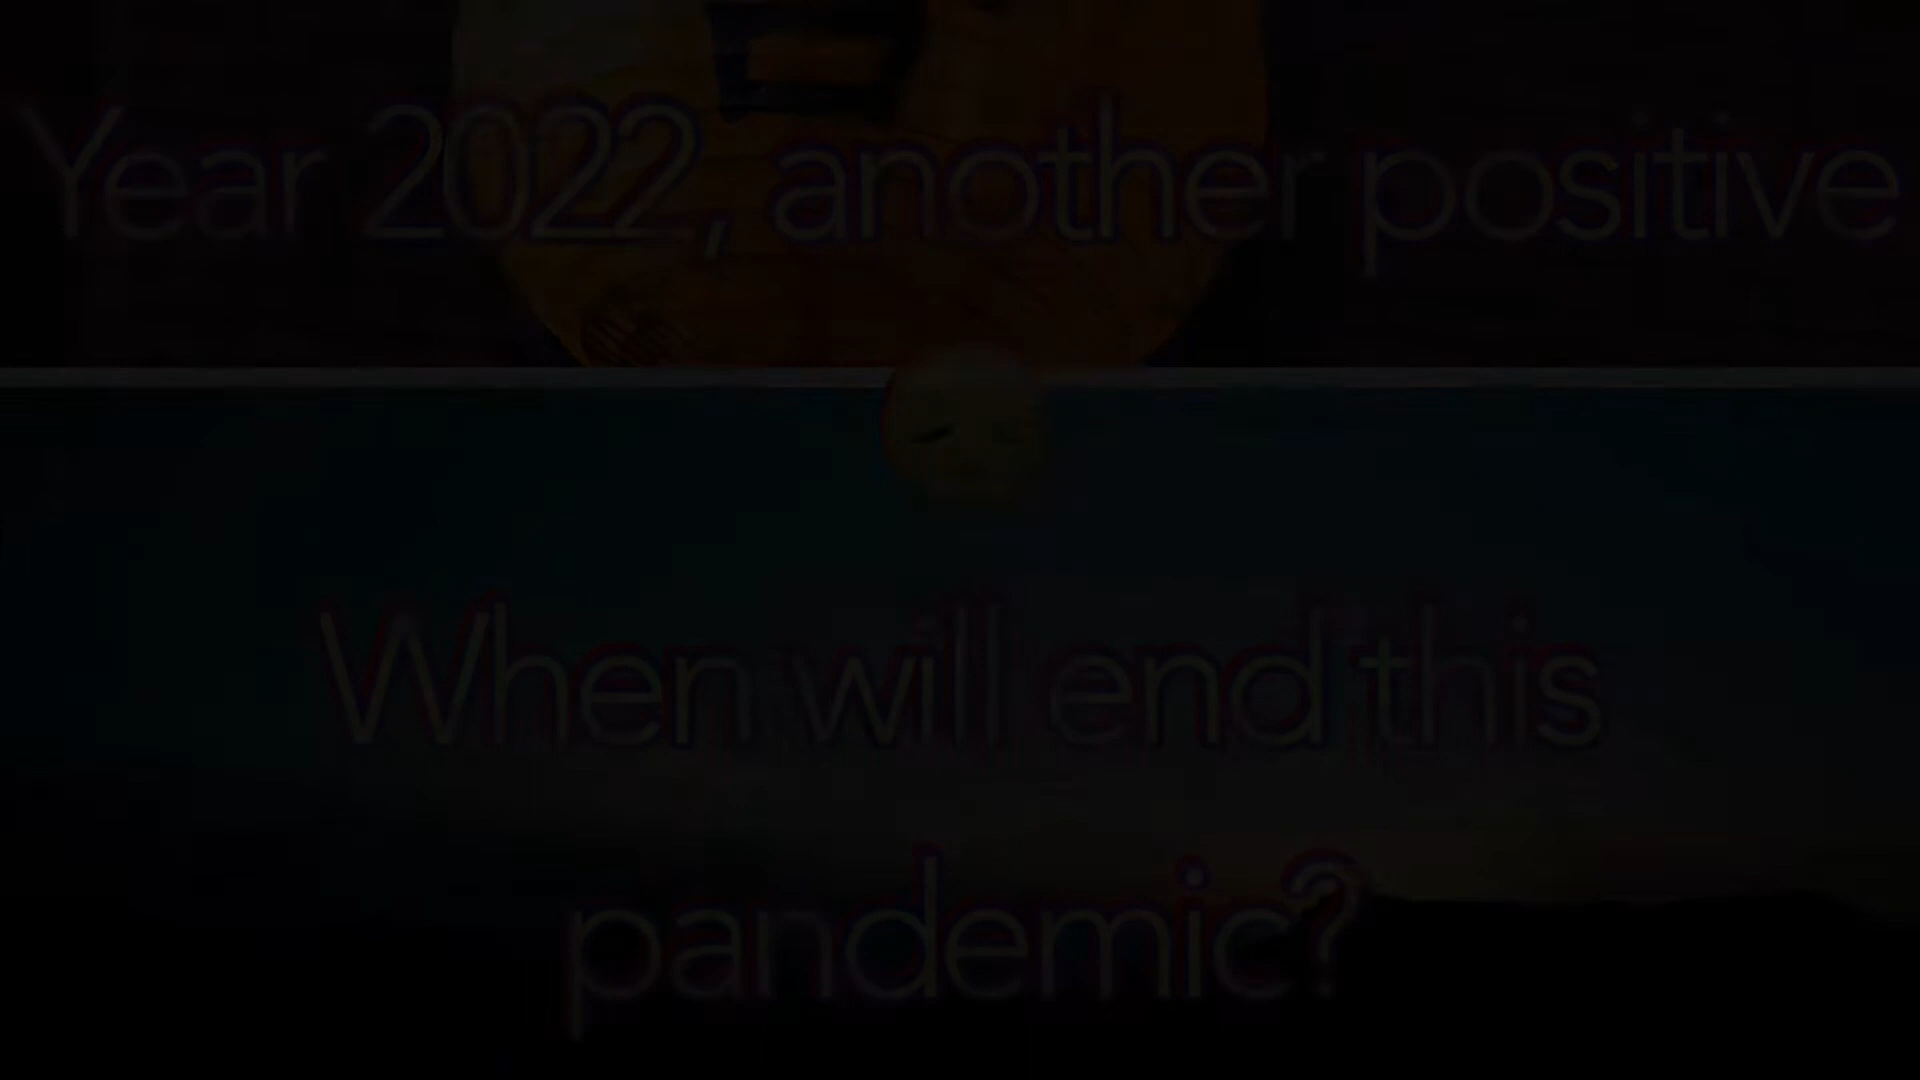 Year 2022, another positive
When will end this
pandemic?